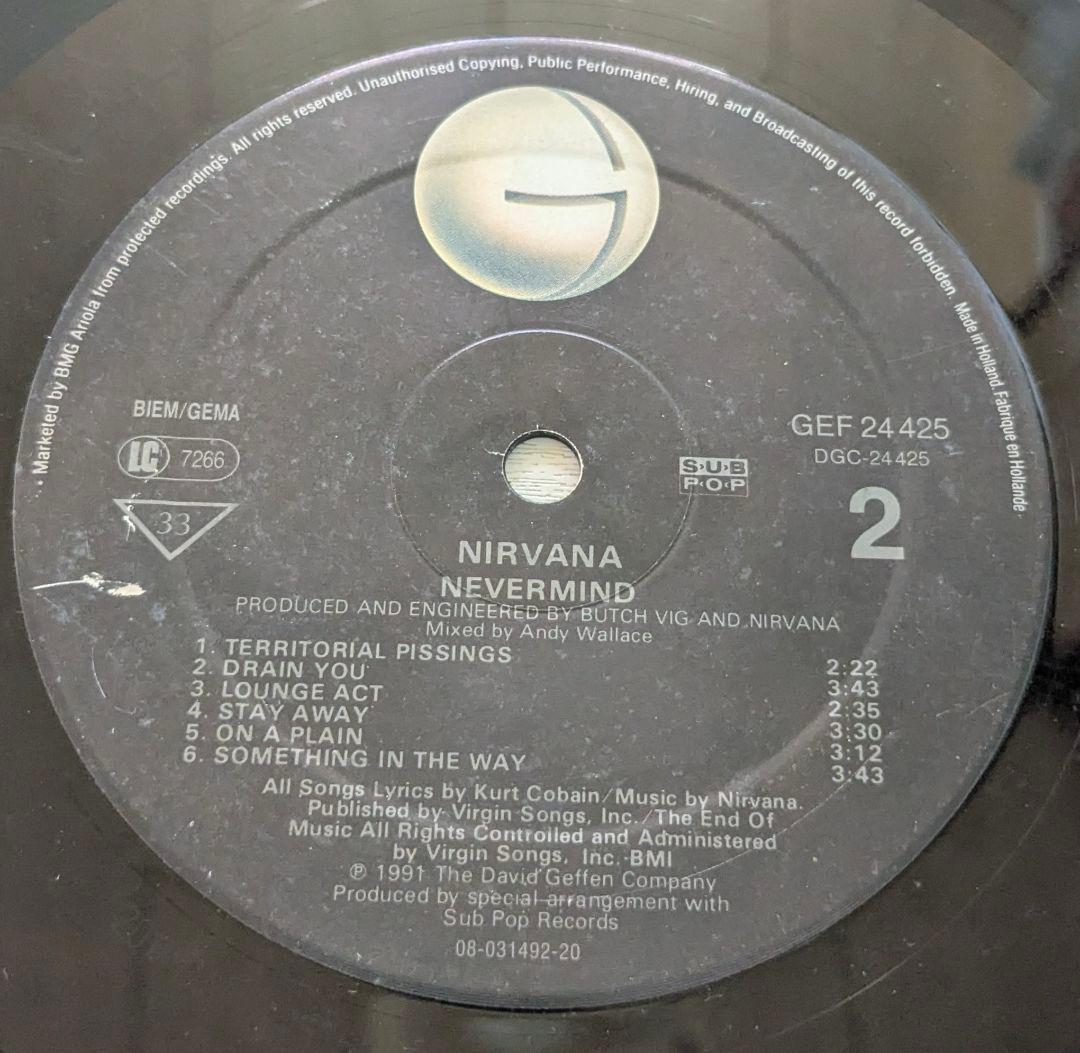 · Marketed by BMG Ariola from protected recordings. All rights reserved. Unauthorised Copying, Public Performance, Hiring, and Broadcasting of this record forbidden. Made in Holland. Fabriqué en Hollande ·
BIEM/GEMA
LC 7266
33
GEF 24 425
DGC-24425
S·U·B
P·O·P
2
NIRVANA
NEVERMIND
PRODUCED AND ENGINEERED BY BUTCH VIG AND NIRVANA
Mixed by Andy Wallace
1. TERRITORIAL PISSINGS 2:22
2. DRAIN YOU 3:43
3. LOUNGE ACT 2:35
4. STAY AWAY 3:30
5. ON A PLAIN 3:12
6. SOMETHING IN THE WAY 3:43
All Songs Lyrics by Kurt Cobain/Music by Nirvana.
Published by Virgin Songs, Inc./The End Of
Music All Rights Controlled and Administered
by Virgin Songs, Inc.-BMI
℗ 1991 The David Geffen Company
Produced by special arrangement with
Sub Pop Records
08-031492-20